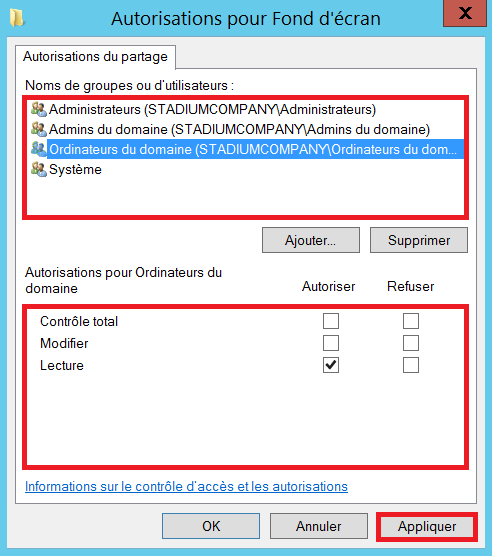 Autorisations pour Fond d'écran
X
Autorisations du partage
Noms de groupes ou d'utilisateurs :
Administrateurs (STADIUMCOMPANY\Administrateurs)
Admins du domaine (STADIUMCOMPANY\Admins du domaine)
Ordinateurs du domaine (STADIUMCOMPANY\Ordinateurs du dom...
Système
Ajouter... Supprimer
Autorisations pour Ordinateurs du
domaine Autoriser Refuser
Contrôle total
Modifier
Lecture
Informations sur le contrôle d'accès et les autorisations
OK Annuler Appliquer